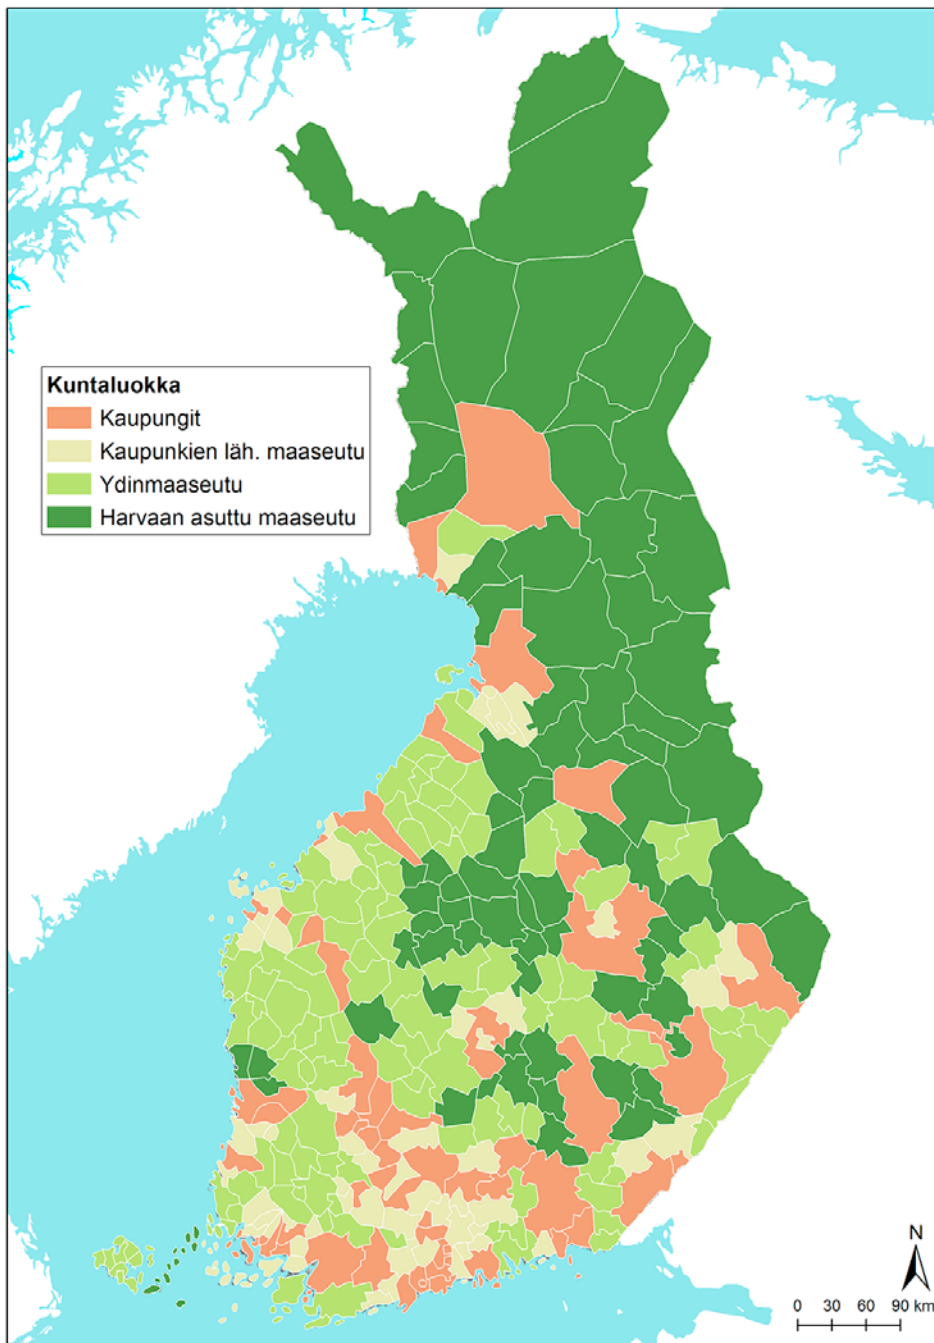 Kuntaluokka
Kaupungit
Kaupunkien läh. maaseutu
Ydinmaaseutu
Harvaan asuttu maaseutu
N
0 30 60 90 km